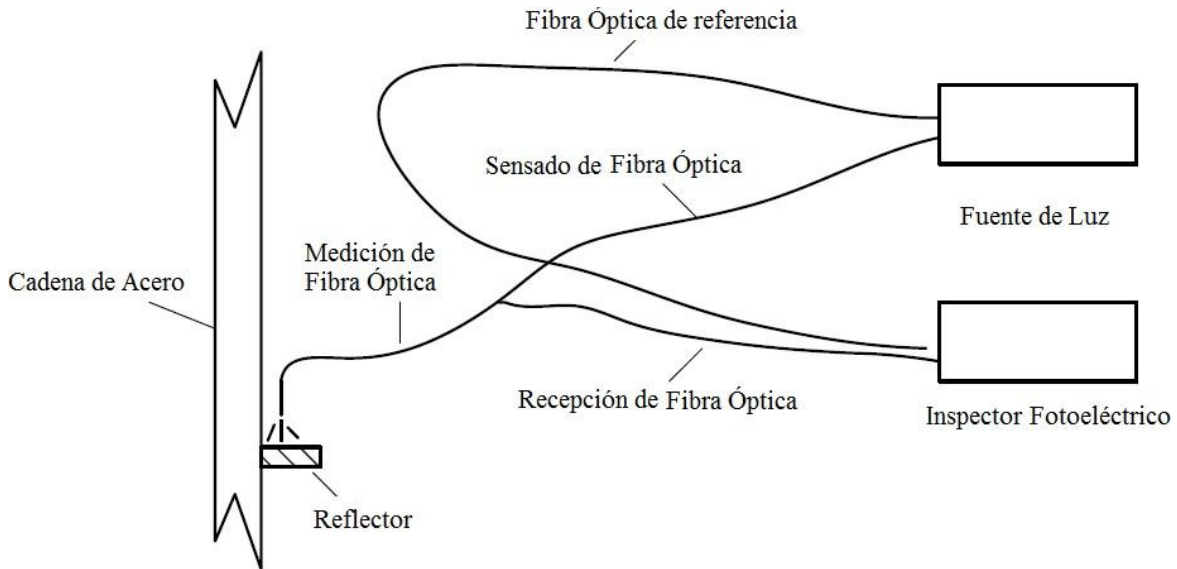 Fibra Óptica de referencia
Sensado de Fibra Óptica
Fuente de Luz
Medición de
Fibra Óptica
Cadena de Acero
Recepción de Fibra Óptica
Inspector Fotoeléctrico
Reflector